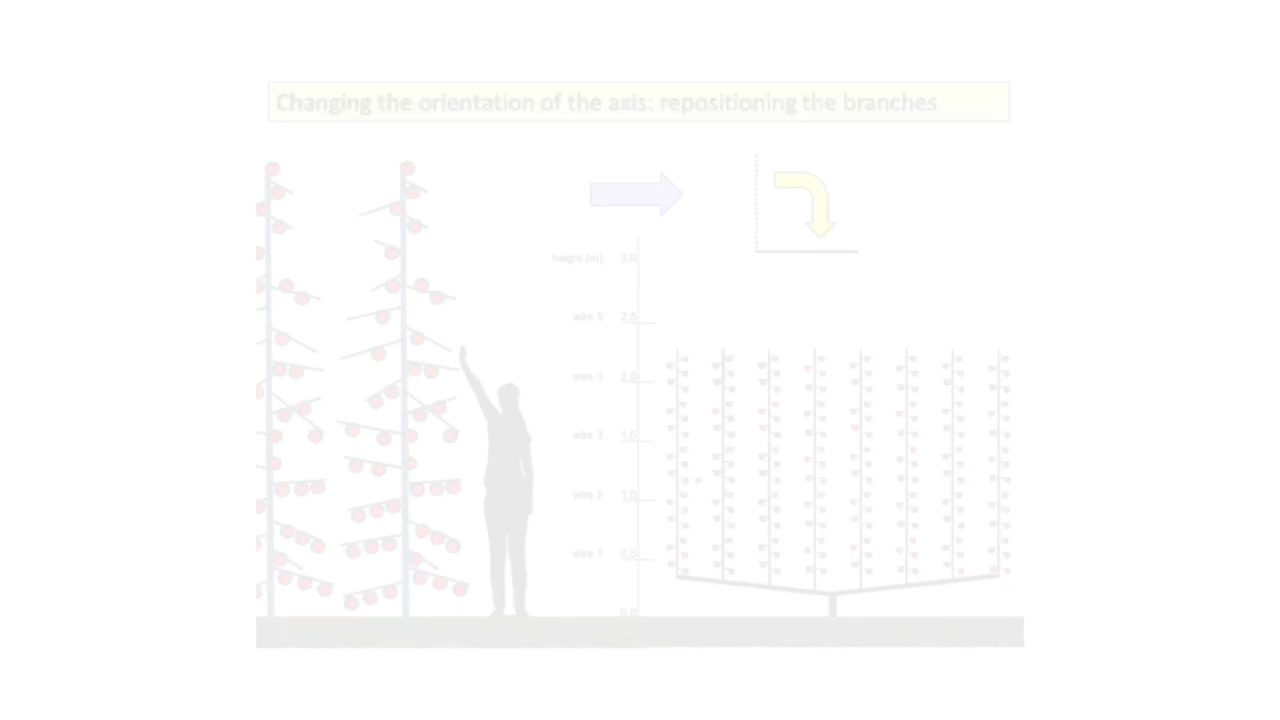 Changing the orientation of the axis: repositioning the branches
height (m) 3,0
wire 5 2,5
wire 4 2,0
wire 3 1,5
wire 2 1,0
wire 1 0,5
0,0